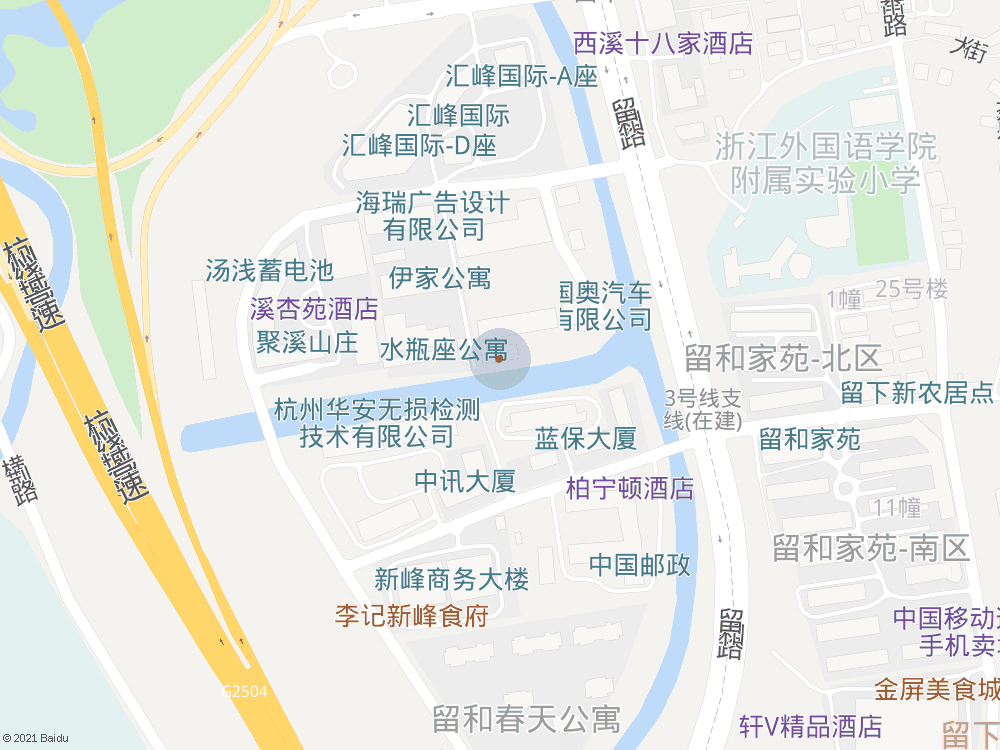 西溪十八家酒店
大街
汇峰国际-A座
汇峰国际
汇峰国际-D座
留和路
浙江外国语学院
附属实验小学
海瑞广告设计
有限公司
杭绕高速
汤浅蓄电池
伊家公寓
国奥汽车
有限公司
1幢
25号楼
溪杏苑酒店
聚溪山庄
水瓶座公寓
留和家苑-北区
3号线支
线(在建)
留下新农居点
杭州华安无损检测
技术有限公司
蓝保大厦
留和家苑
杭绕高速
横路
中讯大厦
柏宁顿酒店
11幢
留和家苑-南区
新峰商务大楼
中国邮政
李记新峰食府
留和路
中国移动
手机卖
G2504
金屏美食城
留和春天公寓
轩V精品酒店
留下
© 2021 Baidu